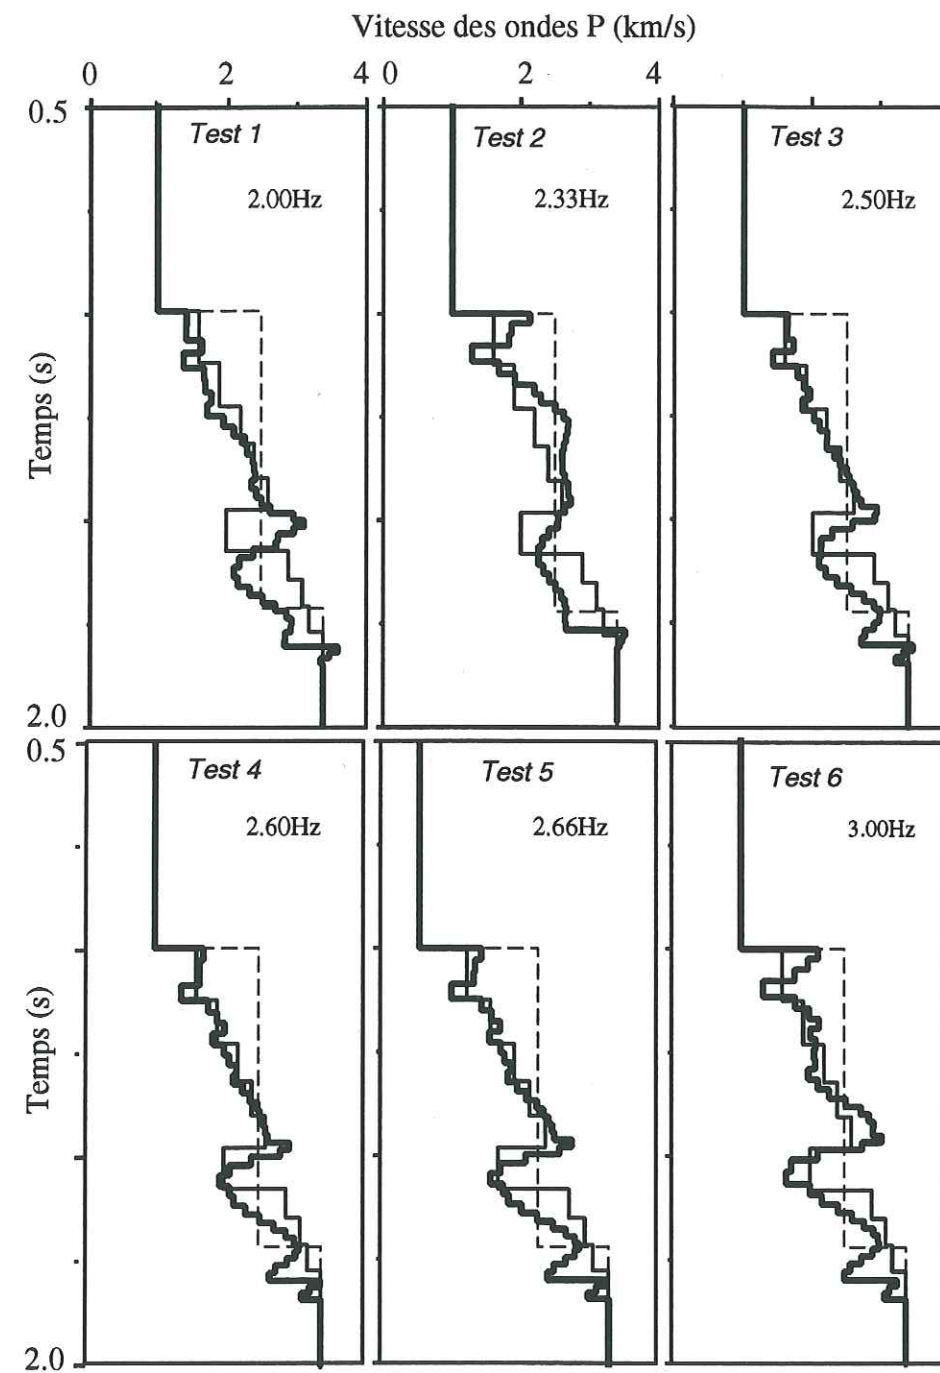 Vitesse des ondes P (km/s)
0 2 4 0 2 4
0.5
Test 1 Test 2 Test 3
2.00Hz 2.33Hz 2.50Hz
Temps (s)
2.0
0.5
Test 4 Test 5 Test 6
2.60Hz 2.66Hz 3.00Hz
Temps (s)
2.0